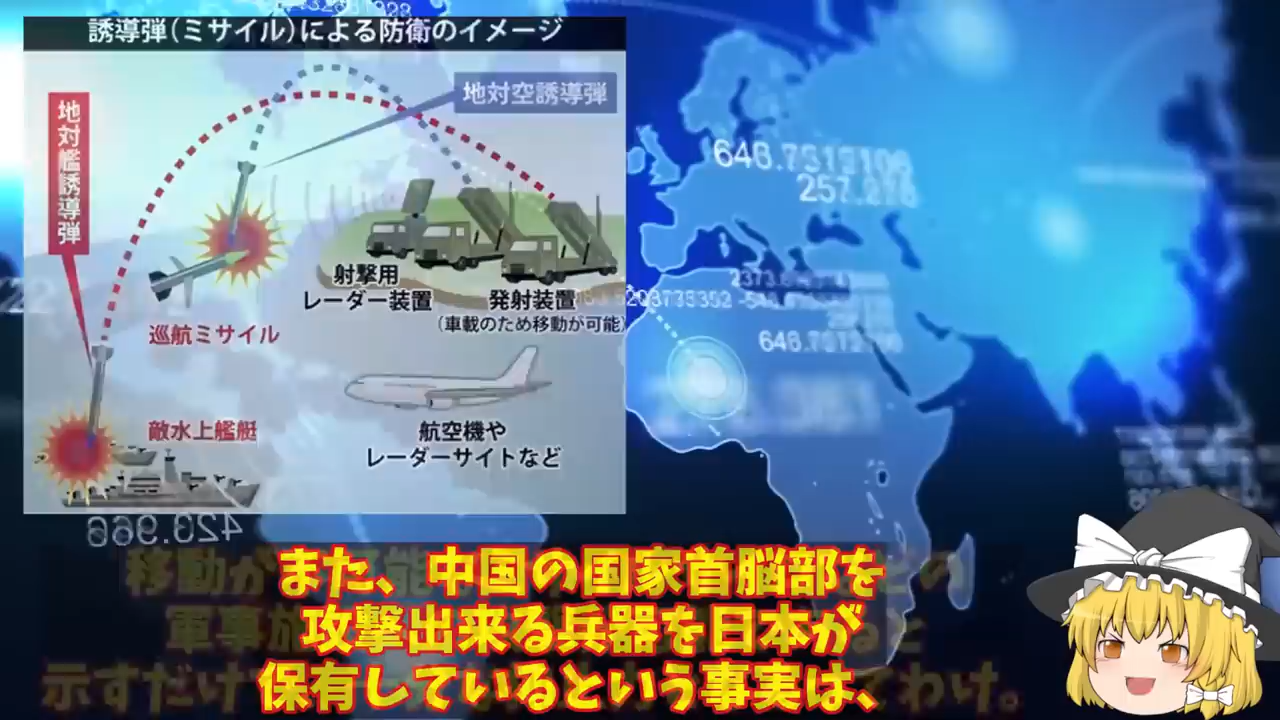 誘導弾(ミサイル)による防衛のイメージ
地対空誘導弾
地対艦誘導弾
射撃用
レーダー装置
発射装置
(車載のため移動が可能)
巡航ミサイル
敵水上艦艇
航空機や
レーダーサイトなど
257.276
426.966
また、中国の国家首脳部を
攻撃出来る兵器を日本が
保有しているという事実は、